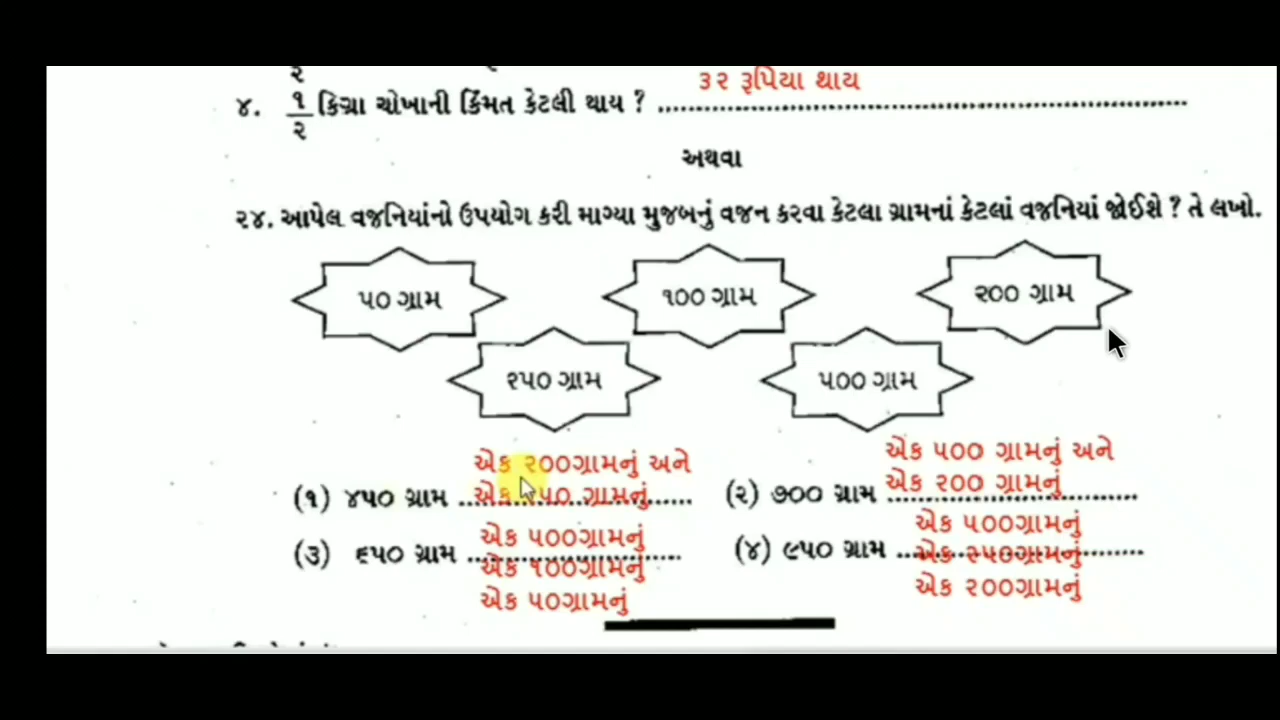 ૨
૩૨ રૂપિયા થાય
૪. ૧/૨ કિગ્રા ચોખાની કિંમત કેટલી થાય ? ........................
અથવા
૨૪. આપેલ વજનિયાંનો ઉપયોગ કરી માગ્યા મુજબનું વજન કરવા કેટલા ગ્રામનાં કેટલાં વજનિયાં જોઈશે ? તે લખો.
૫૦ ગ્રામ
૧૦૦ ગ્રામ
૨૦૦ ગ્રામ
૨૫૦ ગ્રામ
૫૦૦ ગ્રામ
(૧) ૪૫૦ ગ્રામ
એક ૨૦૦ગ્રામનું અને
એક ૨૫૦ ગ્રામનું
(૨) ૭૦૦ ગ્રામ
એક ૫૦૦ ગ્રામનું અને
એક ૨૦૦ ગ્રામનું
(૩) ૬૫૦ ગ્રામ
એક ૫૦૦ગ્રામનું
એક ૧૦૦ગ્રામનું
એક ૫૦ગ્રામનું
(૪) ૯૫૦ ગ્રામ
એક ૫૦૦ગ્રામનું
એક ૨૫૦ગ્રામનું
એક ૨૦૦ગ્રામનું